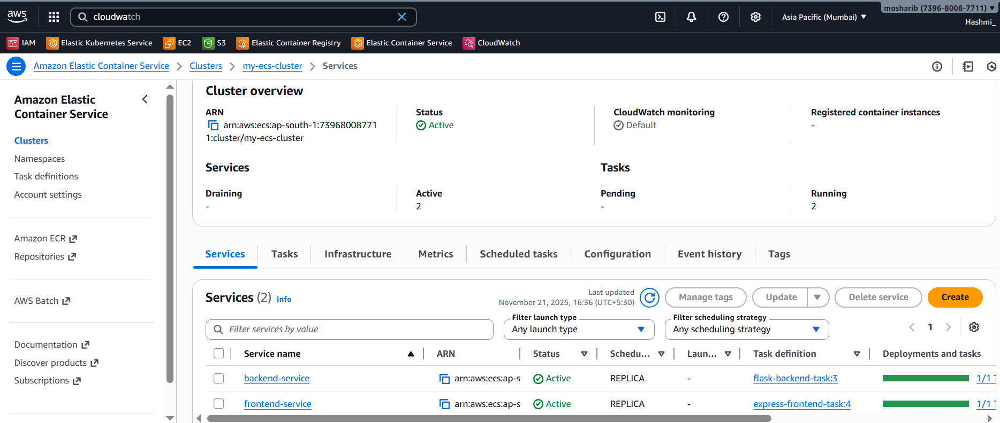 aws
cloudwatch
Asia Pacific (Mumbai)
mosharib (7396-8008-7711)
Hashmi_
IAM
Elastic Kubernetes Service
EC2
S3
Elastic Container Registry
Elastic Container Service
CloudWatch
Amazon Elastic Container Service
Clusters
my-ecs-cluster
Services
Amazon Elastic
Container Service
Clusters
Namespaces
Task definitions
Account settings
Amazon ECR
Repositories
AWS Batch
Documentation
Discover products
Subscriptions
Cluster overview
ARN
arn:aws:ecs:ap-south-1:73968008771
1:cluster/my-ecs-cluster
Status
Active
CloudWatch monitoring
Default
Registered container instances
-
Services
Tasks
Draining
-
Active
2
Pending
-
Running
2
Services
Tasks
Infrastructure
Metrics
Scheduled tasks
Configuration
Event history
Tags
Services (2) Info
Last updated
November 21, 2025, 16:36 (UTC+5:30)
Manage tags
Update
Delete service
Create
Filter services by value
Filter launch type
Any launch type
Filter scheduling strategy
Any scheduling strategy
1
Service name ARN Status Schedu... Laun... Task definition Deployments and tasks
backend-service arn:aws:ecs:ap-s Active REPLICA - flask-backend-task:3 1/1
frontend-service arn:aws:ecs:ap-s Active REPLICA - express-frontend-task:4 1/1